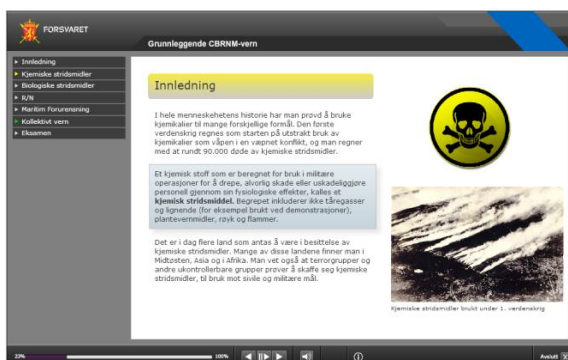 FORSVARET
Grunnleggende CBRNM-vern
Innledning
Kjemiske stridsmidler
Biologiske stridsmidler
R/N
Maritim Forurensning
Kollektivt vern
Eksamen
Innledning
I hele menneskehetens historie har man prøvd å bruke
kjemikalier til mange forskjellige formål. Den første
verdenskrig regnes som starten på utstrakt bruk av
kjemikalier som våpen i en væpnet konflikt, og man regner
med at rundt 90.000 døde av kjemiske stridsmidler.
Et kjemisk stoff som er beregnet for bruk i militære
operasjoner for å drepe, alvorlig skade eller uskadeliggjøre
personell gjennom sin fysiologiske effekter, kalles et
kjemisk stridsmiddel. Begrepet inkluderer ikke tåregasser
og lignende (for eksempel brukt ved demonstrasjoner),
plantevernmidler, røyk og flammer.
Det er i dag flere land som antas å være i besittelse av
kjemiske stridsmidler. Mange av disse landene finner man i
Midtøsten, Asia og i Afrika. Man vet også at terrorgrupper og
andre ukontrollerbare grupper prøver å skaffe seg kjemiske
stridsmidler, til bruk mot sivile og militære mål.
Kjemiske stridsmidler brukt under 1. verdenskrig
23%
100%
Avslutt